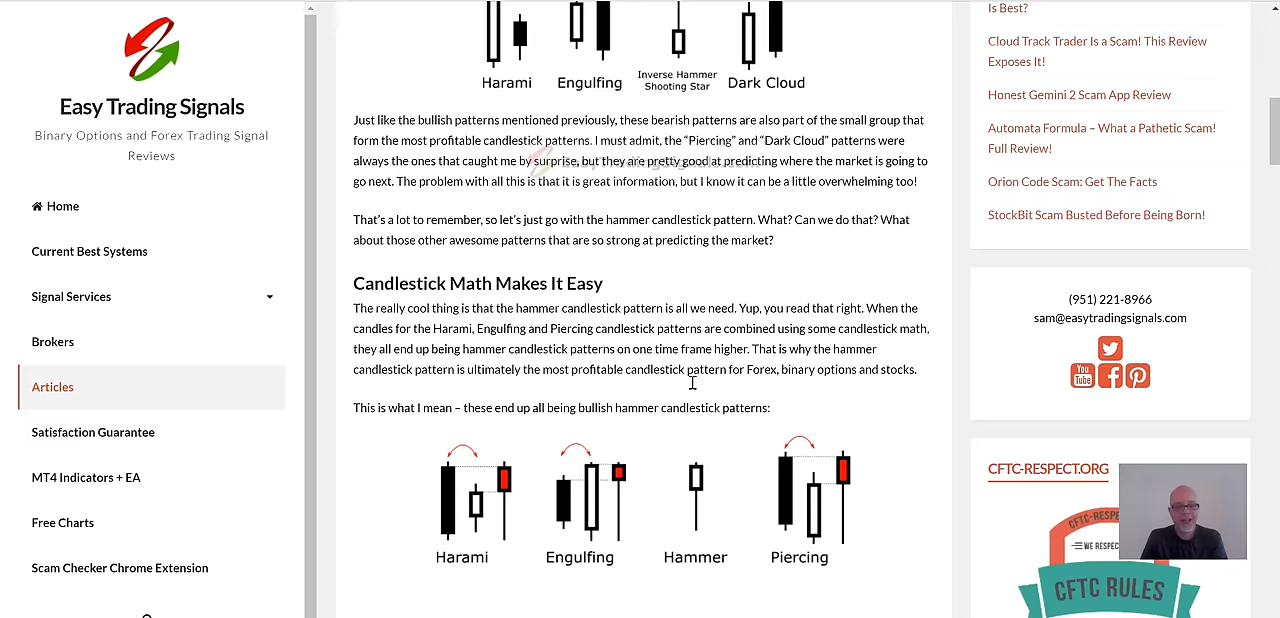 Easy Trading Signals
Binary Options and Forex Trading Signal
Reviews
Home
Current Best Systems
Signal Services
Brokers
Articles
Satisfaction Guarantee
MT4 Indicators + EA
Free Charts
Scam Checker Chrome Extension
Harami
Engulfing
Inverse Hammer
Shooting Star
Dark Cloud
Just like the bullish patterns mentioned previously, these bearish patterns are also part of the small group that
form the most profitable candlestick patterns. I must admit, the “Piercing” and “Dark Cloud” patterns were
always the ones that caught me by surprise, but they are pretty good at predicting where the market is going to
go next. The problem with all this is that it is great information, but I know it can be a little overwhelming too!
That’s a lot to remember, so let’s just go with the hammer candlestick pattern. What? Can we do that? What
about those other awesome patterns that are so strong at predicting the market?
Candlestick Math Makes It Easy
The really cool thing is that the hammer candlestick pattern is all we need. Yup, you read that right. When the
candles for the Harami, Engulfing and Piercing candlestick patterns are combined using some candlestick math,
they all end up being hammer candlestick patterns on one time frame higher. That is why the hammer
candlestick pattern is ultimately the most profitable candlestick pattern for Forex, binary options and stocks.
This is what I mean – these end up all being bullish hammer candlestick patterns:
Harami
Engulfing
Hammer
Piercing
Is Best?
Cloud Track Trader Is a Scam! This Review
Exposes It!
Honest Gemini 2 Scam App Review
Automata Formula – What a Pathetic Scam!
Full Review!
Orion Code Scam: Get The Facts
StockBit Scam Busted Before Being Born!
(951) 221-8966
sam@easytradingsignals.com
You
Tube
CFTC-RESPECT.ORG
CFTC-RESPE
WE RESPEC
CFTC RULES